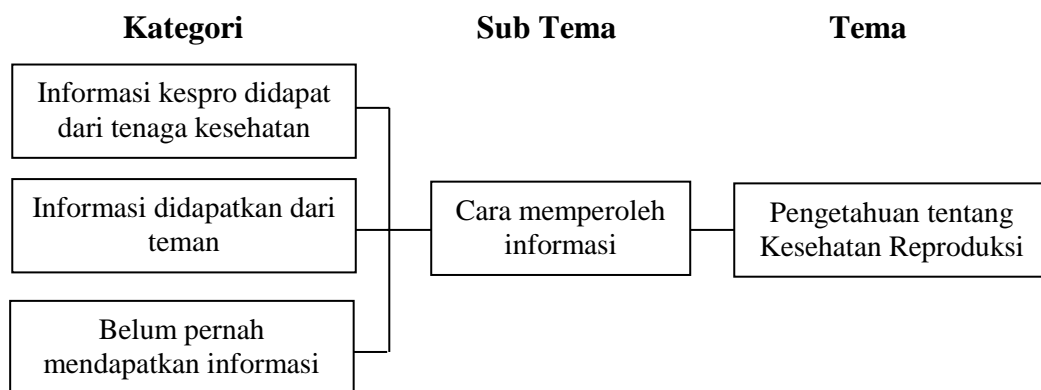 Kategori
Sub Tema
Tema
Informasi kespro didapat
dari tenaga kesehatan
Informasi didapatkan dari
teman
Belum pernah
mendapatkan informasi
Cara memperoleh
informasi
Pengetahuan tentang
Kesehatan Reproduksi